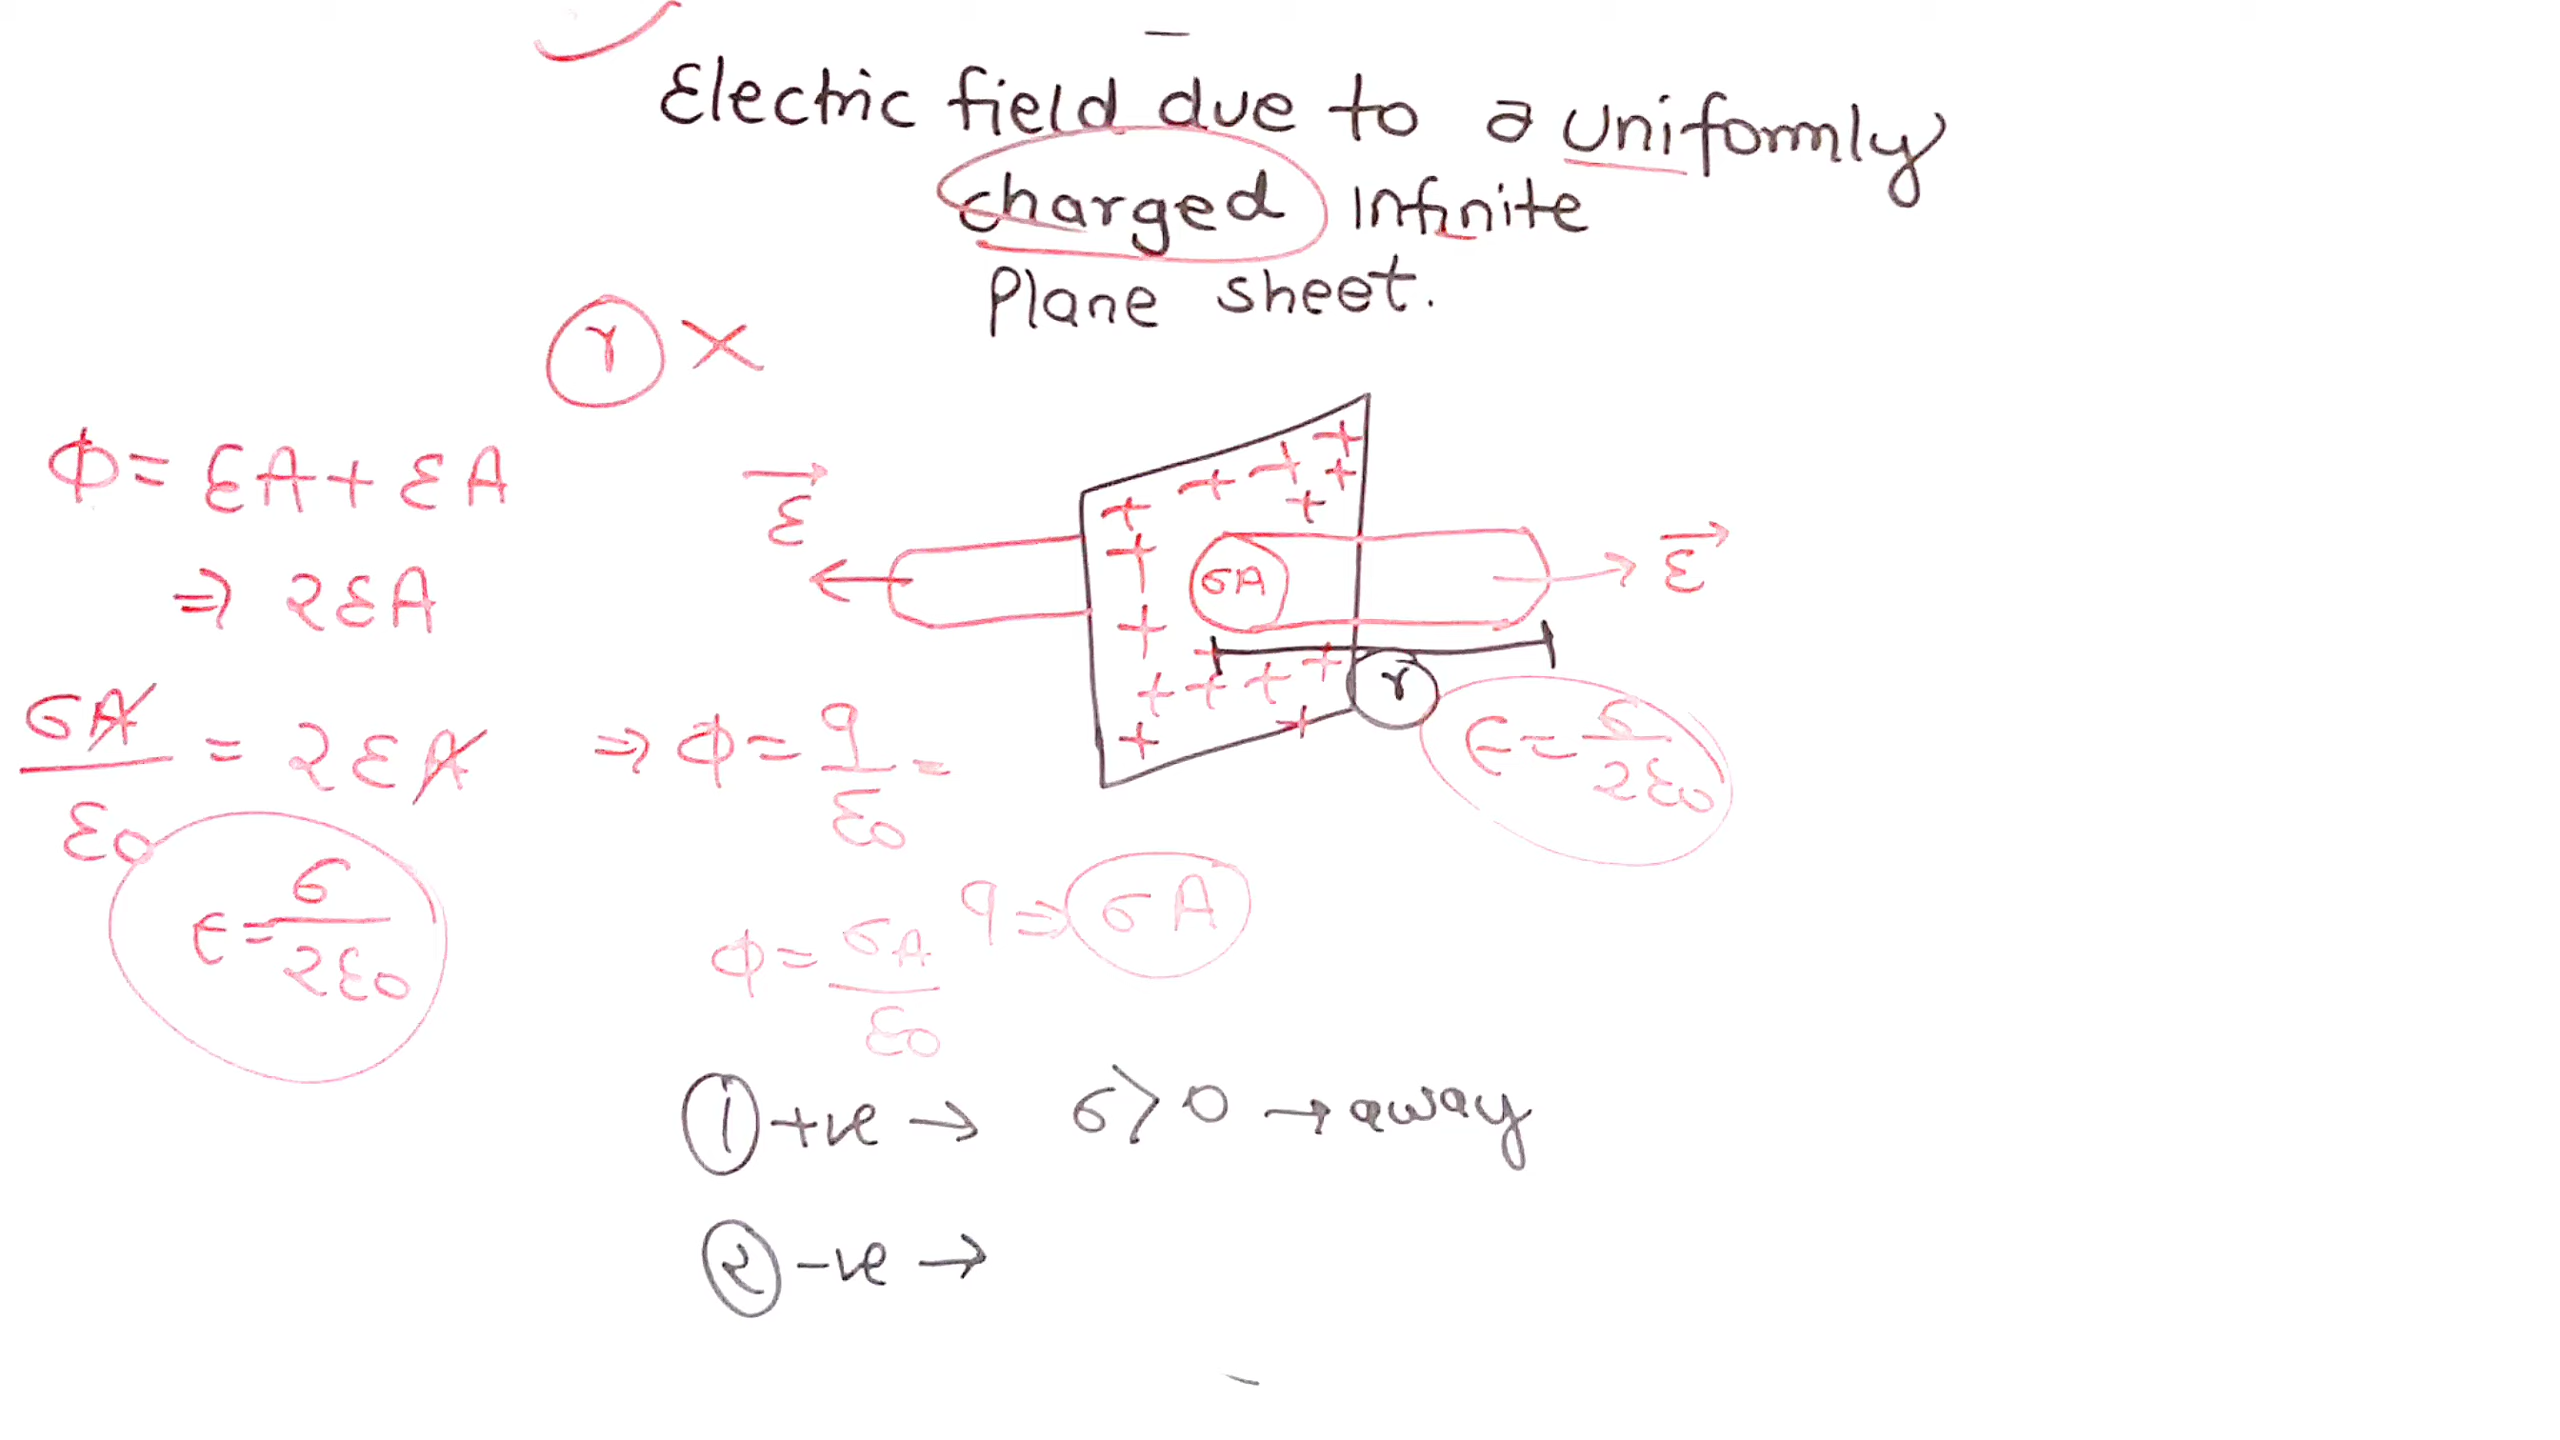 Electric field due to a uniformly
charged Infinite
Plane sheet.
r ×
Φ = EA + EA
⇒ 2EA
σA/ε0 = 2EA ⇒ Φ = q/ε0 =
E = σ/2ε0
q ⇒ σA
Φ = σA/ε0
E
+ + + + + + + + + + + + + + + +
σA
E
r
E = σ/2ε0
① +ve → σ > 0 → away
② -ve →